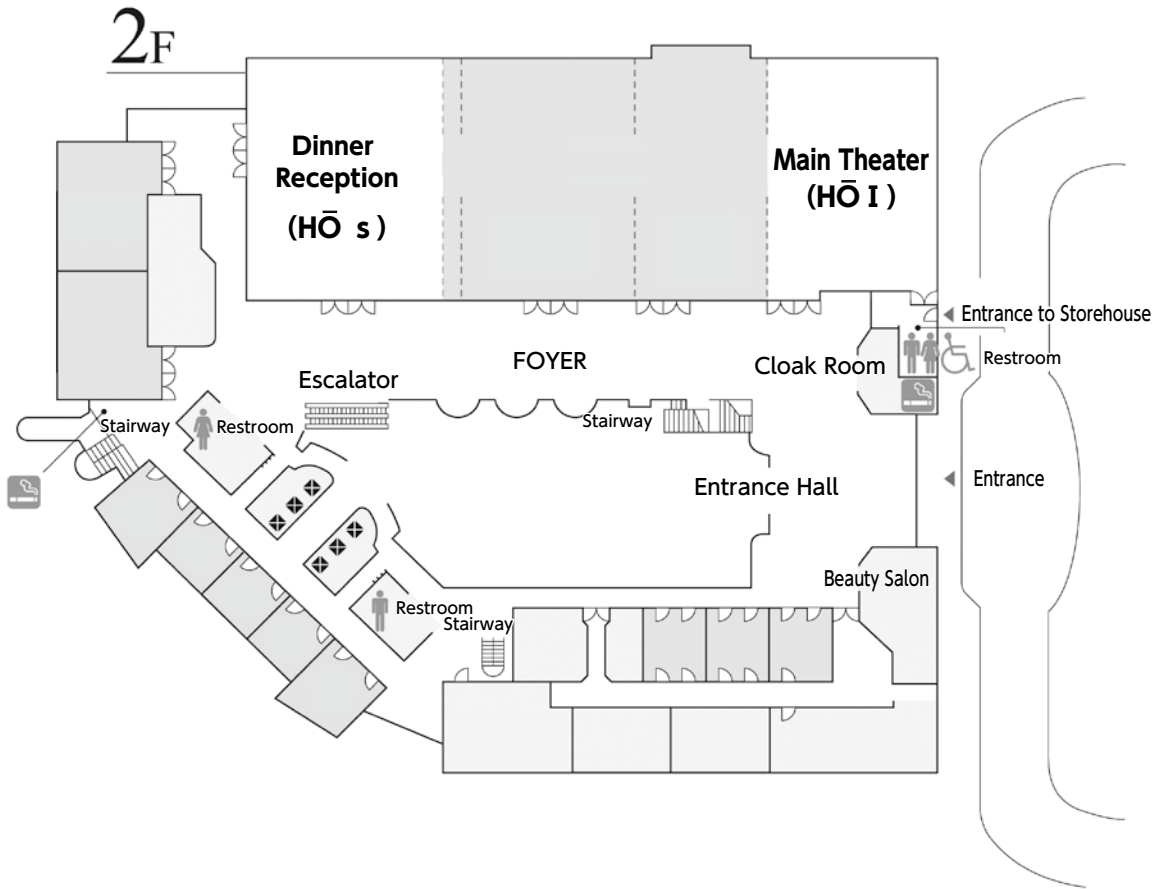 2F
Dinner
Reception
(HŌ s )
Main Theater
(HŌ I )
Entrance to Storehouse
Restroom
Cloak Room
FOYER
Escalator
Stairway
Restroom
Stairway
Entrance Hall
Entrance
Beauty Salon
Restroom
Stairway